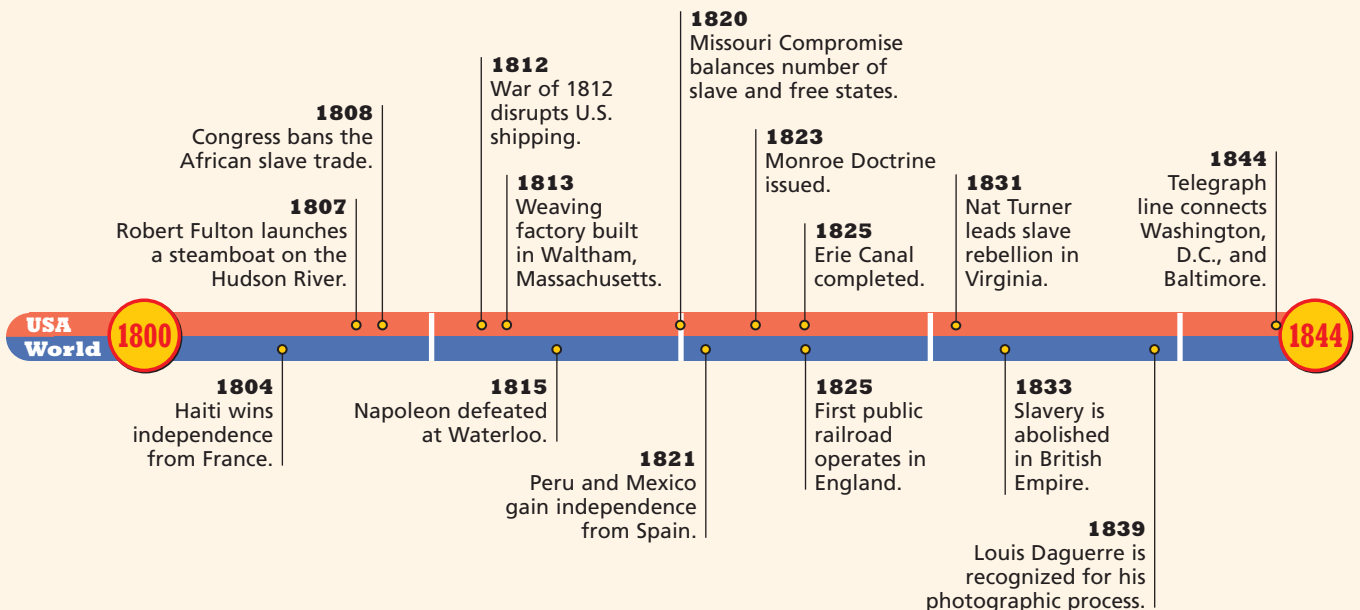 1820
Missouri Compromise
balances number of
slave and free states.
1812
War of 1812
disrupts U.S.
shipping.
1808
Congress bans the
African slave trade.
1823
Monroe Doctrine
issued.
1844
Telegraph
line connects
Washington,
D.C., and
Baltimore.
1813
Weaving
factory built
in Waltham,
Massachusetts.
1831
Nat Turner
leads slave
rebellion in
Virginia.
1807
Robert Fulton launches
a steamboat on the
Hudson River.
1825
Erie Canal
completed.
USA
World
1800
1844
1804
Haiti wins
independence
from France.
1815
Napoleon defeated
at Waterloo.
1821
Peru and Mexico
gain independence
from Spain.
1825
First public
railroad
operates in
England.
1833
Slavery is
abolished
in British
Empire.
1839
Louis Daguerre is
recognized for his
photographic process.